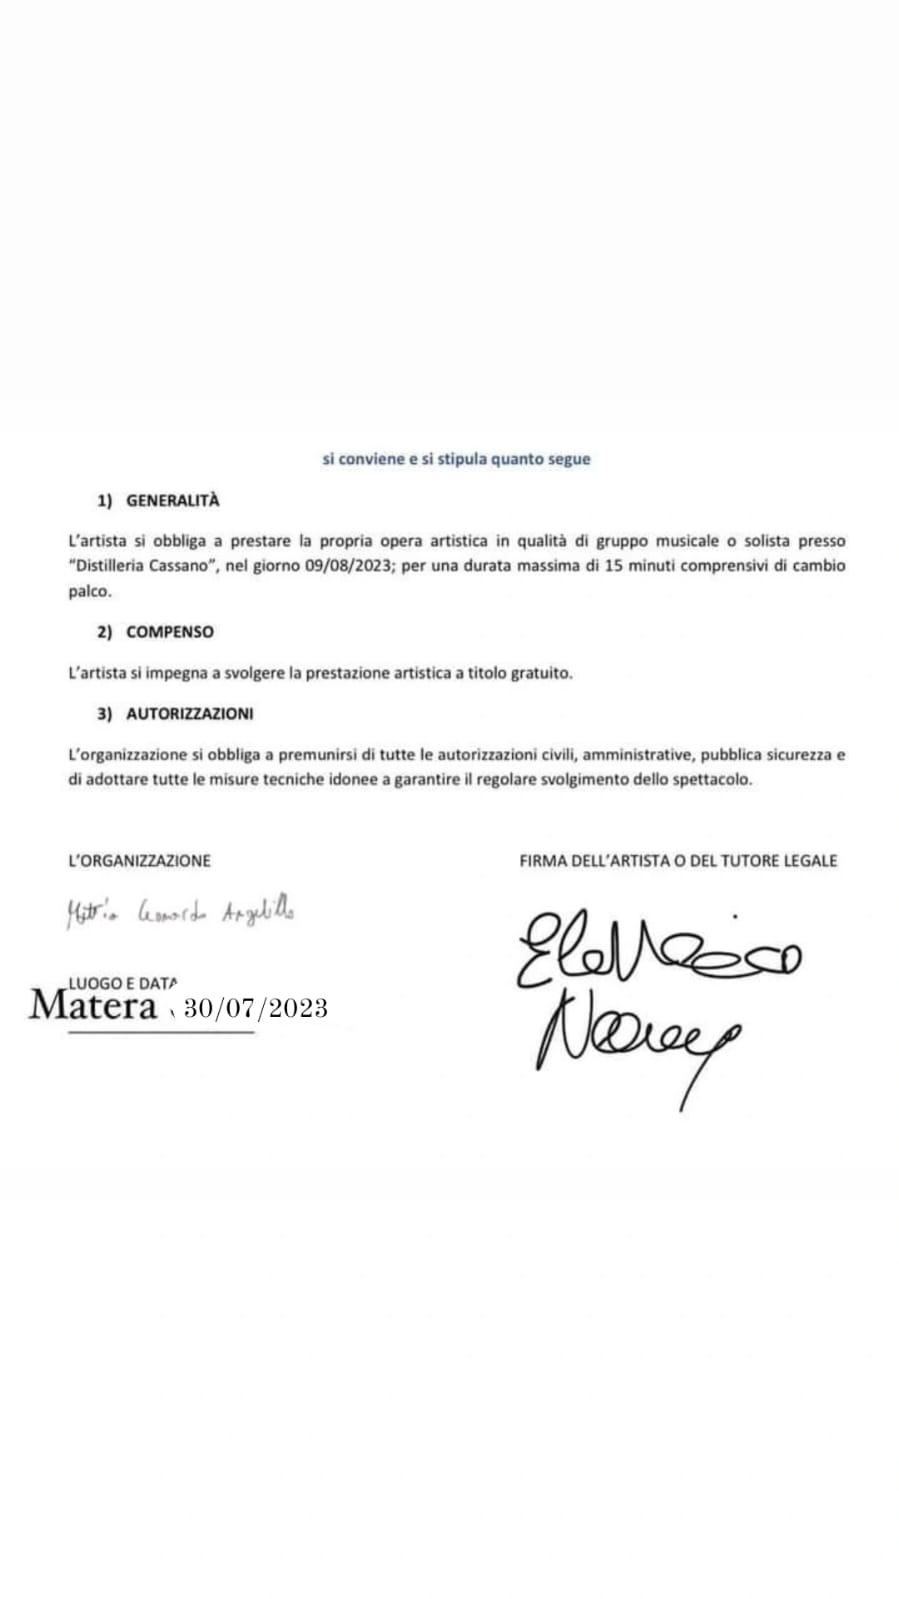 si conviene e si stipula quanto segue
1) GENERALITÀ
L'artista si obbliga a prestare la propria opera artistica in qualità di gruppo musicale o solista presso
"Distilleria Cassano", nel giorno 09/08/2023; per una durata massima di 15 minuti comprensivi di cambio
palco.
2) COMPENSO
L'artista si impegna a svolgere la prestazione artistica a titolo gratuito.
3) AUTORIZZAZIONI
L'organizzazione si obbliga a premunirsi di tutte le autorizzazioni civili, amministrative, pubblica sicurezza e
di adottare tutte le misure tecniche idonee a garantire il regolare svolgimento dello spettacolo.
L'ORGANIZZAZIONE
FIRMA DELL'ARTISTA O DEL TUTORE LEGALE
Leonardo Angelillo
LUOGO E DATA
Matera 30/07/2023